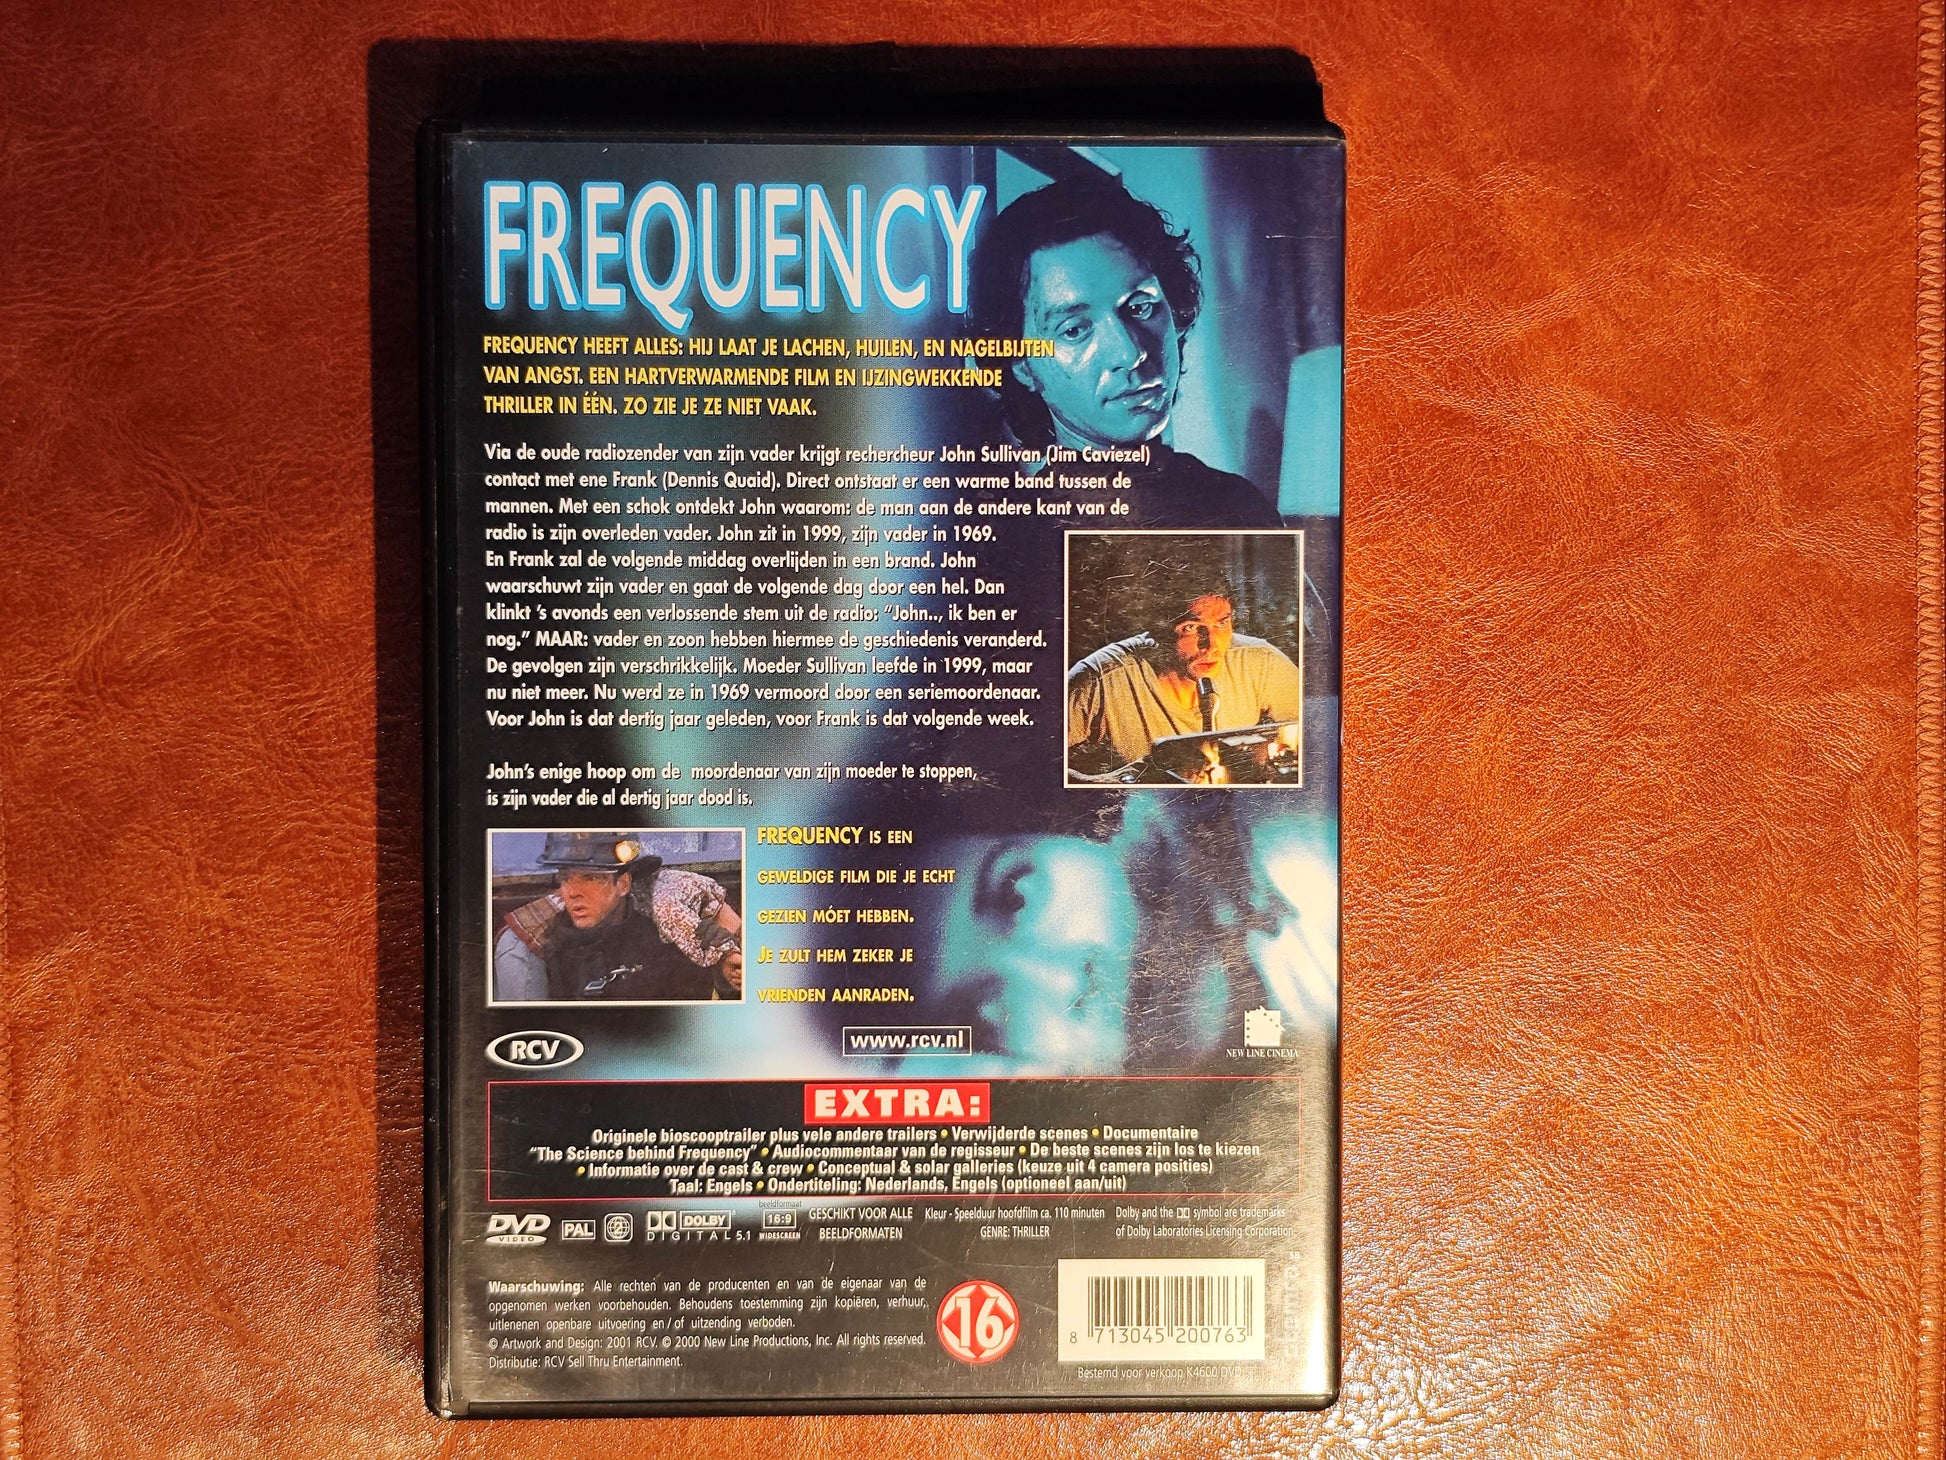 FREQUENCY
FREQUENCY HEEFT ALLES: HIJ LAAT JE LACHEN, HUILEN, EN NAGELBIJTEN
VAN ANGST. EEN HARTVERWARMENDE FILM EN IJZINGWEKKENDE
THRILLER IN ÉÉN. ZO ZIE JE ZE NIET VAAK.
Via de oude radiozender van zijn vader krijgt rechercheur John Sullivan (Jim Caviezel)
contact met ene Frank (Dennis Quaid). Direct ontstaat er een warme band tussen de
mannen. Met een schok ontdekt John waarom: de man aan de andere kant van de
radio is zijn overleden vader. John zit in 1999, zijn vader in 1969.
En Frank zal de volgende middag overlijden in een brand. John
waarschuwt zijn vader en gaat de volgende dag door een hel. Dan
klinkt 's avonds een verlossende stem uit de radio: "John.., ik ben er
nog." MAAR: vader en zoon hebben hiermee de geschiedenis veranderd.
De gevolgen zijn verschrikkelijk. Moeder Sullivan leefde in 1999, maar
nu niet meer. Nu werd ze in 1969 vermoord door een seriemoordenaar.
Voor John is dat dertig jaar geleden, voor Frank is dat volgende week.
John's enige hoop om de moordenaar van zijn moeder te stoppen,
is zijn vader die al dertig jaar dood is.
FREQUENCY IS EEN
GEWELDIGE FILM DIE JE ECHT
GEZIEN MÓET HEBBEN.
JE ZULT HEM ZEKER JE
VRIENDEN AANRADEN.
RCV
www.rcv.nl
NEW LINE CINEMA
EXTRA:
Originele bioscooptrailer plus vele andere trailers • Verwijderde scenes • Documentaire
"The Science behind Frequency" • Audiocommentaar van de regisseur • De beste scenes zijn los te kiezen
• Informatie over de cast & crew • Conceptual & solar galleries (keuze uit 4 camera posities)
Taal: Engels • Ondertiteling: Nederlands, Engels (optioneel aan/uit)
DVD VIDEO
PAL
2
DOLBY DIGITAL 5.1
beeldformaat
16:9
WIDESCREEN
GESCHIKT VOOR ALLE
BEELDFORMATEN
Kleur - Speelduur hoofdfilm ca. 110 minuten
GENRE: THRILLER
Dolby and the DD symbol are trademarks
of Dolby Laboratories Licensing Corporation.
Waarschuwing: Alle rechten van de producenten en van de eigenaar van de
opgenomen werken voorbehouden. Behoudens toestemming zijn kopiëren, verhuur,
uitlenenen openbare uitvoering en/of uitzending verboden.
© Artwork and Design: 2001 RCV. © 2000 New Line Productions, Inc. All rights reserved.
Distributie: RCV Sell Thru Entertainment.
16
8 713045 200763
Bestemd voor verkoop K4600 DVD